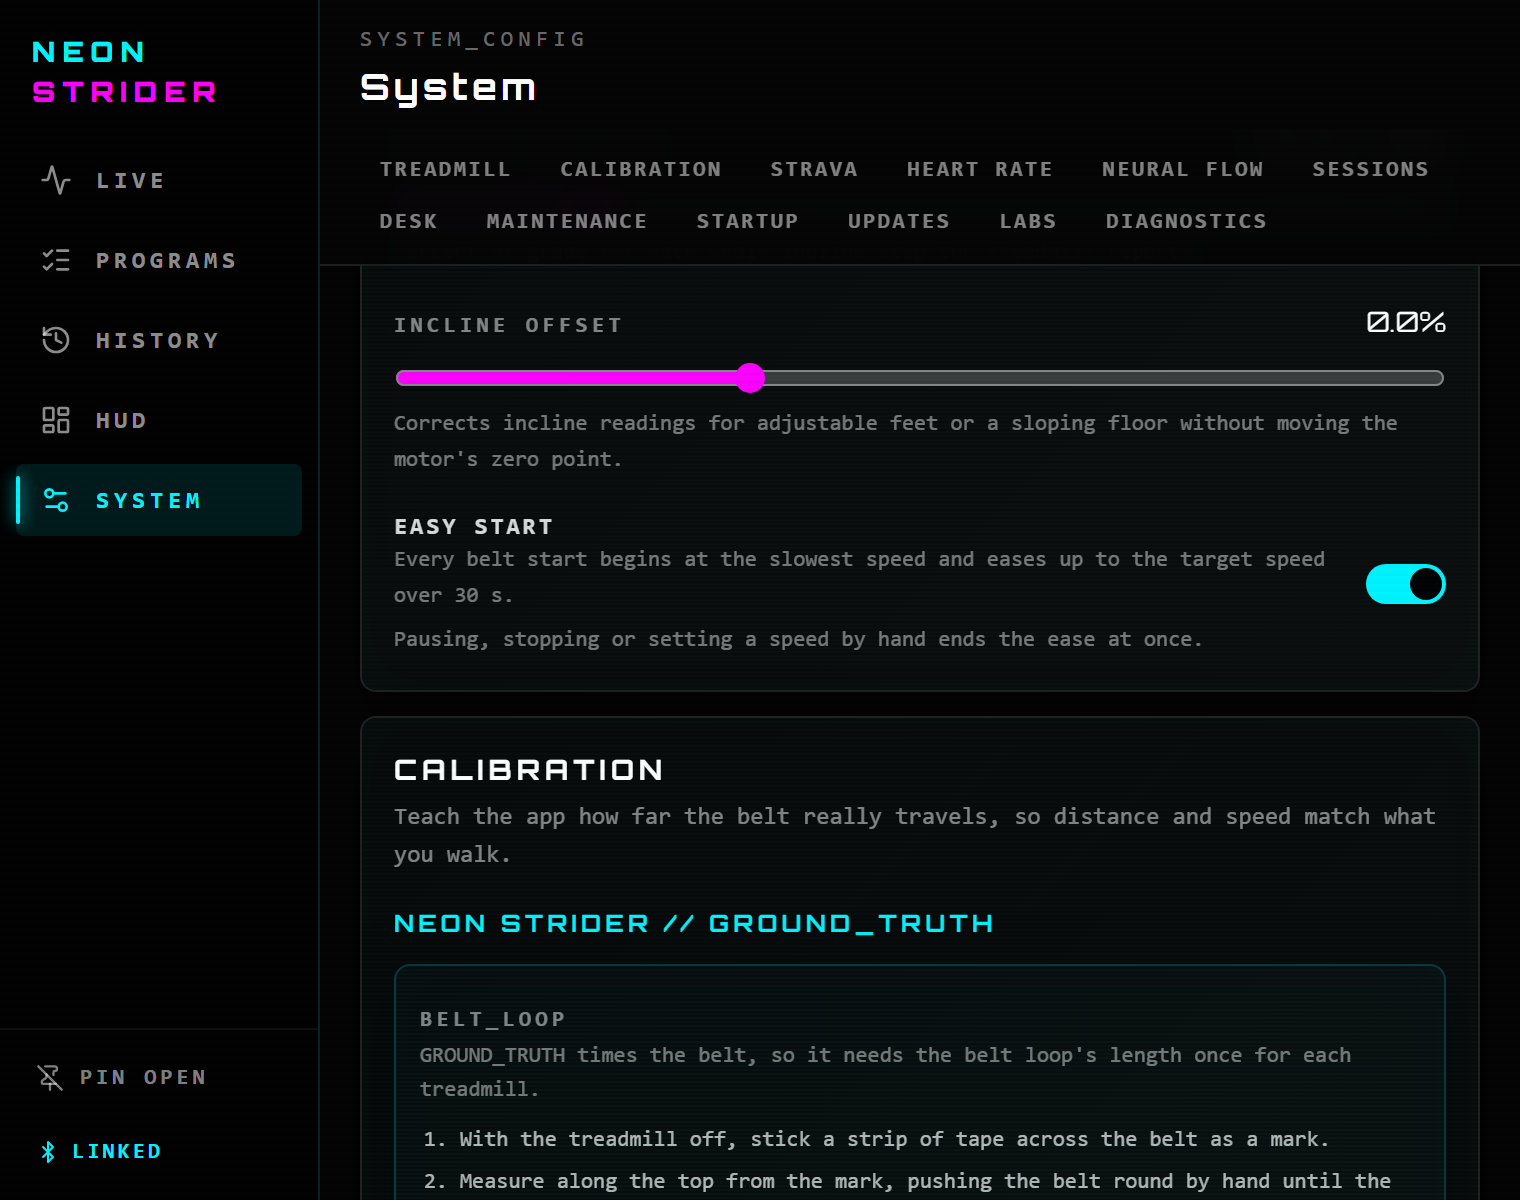 NEON
STRIDER
LIVE
PROGRAMS
HISTORY
HUD
SYSTEM
PIN OPEN
LINKED
SYSTEM_CONFIG
System
TREADMILL CALIBRATION STRAVA HEART RATE NEURAL FLOW SESSIONS
DESK MAINTENANCE STARTUP UPDATES LABS DIAGNOSTICS
INCLINE OFFSET 0.0%
Corrects incline readings for adjustable feet or a sloping floor without moving the
motor's zero point.
EASY START
Every belt start begins at the slowest speed and eases up to the target speed
over 30 s.
Pausing, stopping or setting a speed by hand ends the ease at once.
CALIBRATION
Teach the app how far the belt really travels, so distance and speed match what
you walk.
NEON STRIDER // GROUND_TRUTH
BELT_LOOP
GROUND_TRUTH times the belt, so it needs the belt loop's length once for each
treadmill.
1. With the treadmill off, stick a strip of tape across the belt as a mark.
2. Measure along the top from the mark, pushing the belt round by hand until the